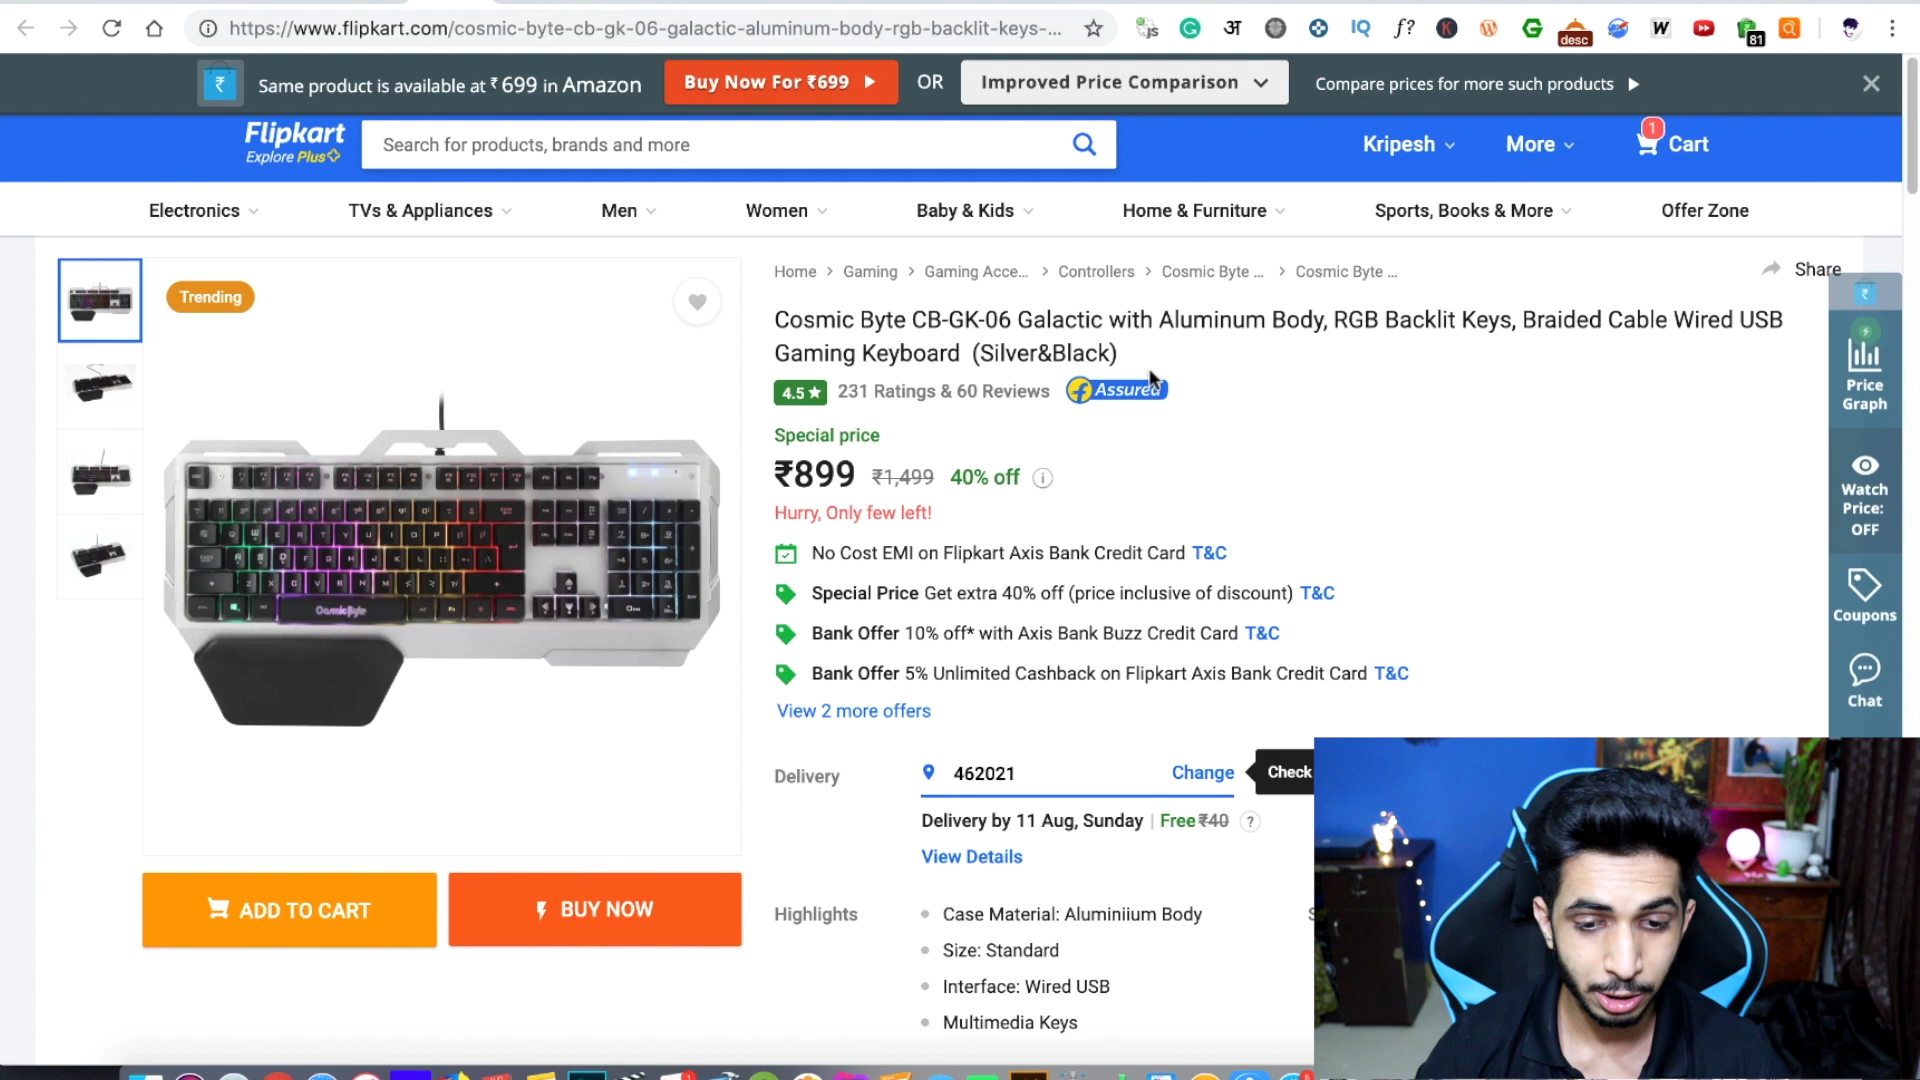 https://www.flipkart.com/cosmic-byte-cb-gk-06-galactic-aluminum-body-rgb-backlit-keys-...
js
अ
IQ
f?
K
G
desc
W
81
₹ Same product is available at ₹ 699 in Amazon
Buy Now For ₹699
OR
Improved Price Comparison
Compare prices for more such products
Flipkart
Explore Plus
Search for products, brands and more
Kripesh
More
1
Cart
Electronics
TVs & Appliances
Men
Women
Baby & Kids
Home & Furniture
Sports, Books & More
Offer Zone
Trending
Home > Gaming > Gaming Acce... > Controllers > Cosmic Byte ... > Cosmic Byte ...
Share
Cosmic Byte CB-GK-06 Galactic with Aluminum Body, RGB Backlit Keys, Braided Cable Wired USB
Gaming Keyboard (Silver&Black)
4.5★ 231 Ratings & 60 Reviews
f Assured
Special price
₹899 ₹1,499 40% off
Hurry, Only few left!
No Cost EMI on Flipkart Axis Bank Credit Card T&C
Special Price Get extra 40% off (price inclusive of discount) T&C
Bank Offer 10% off* with Axis Bank Buzz Credit Card T&C
Bank Offer 5% Unlimited Cashback on Flipkart Axis Bank Credit Card T&C
View 2 more offers
Delivery
462021
Change
Check
Delivery by 11 Aug, Sunday | Free ₹40 ?
View Details
CosmicByte
ADD TO CART
BUY NOW
Highlights
Case Material: Aluminiium Body
Size: Standard
Interface: Wired USB
Multimedia Keys
₹
Price
Graph
Watch
Price:
OFF
Coupons
Chat